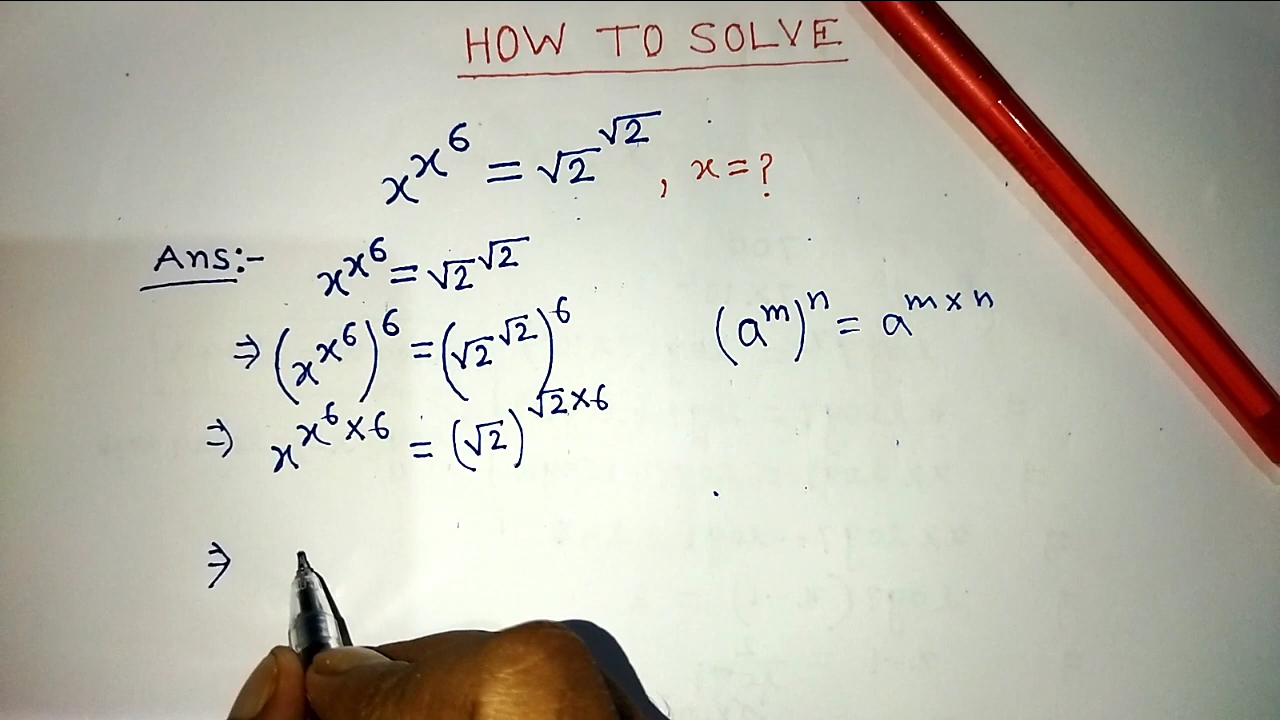 HOW TO SOLVE
x^{x^6} = √2^{√2}, x = ?
Ans:- x^{x^6} = √2^{√2}
⇒ (x^{x^6})^6 = (√2^{√2})^6 (a^m)^n = a^{m×n}
⇒ x^{x^6×6} = (√2)^{√2×6}
⇒